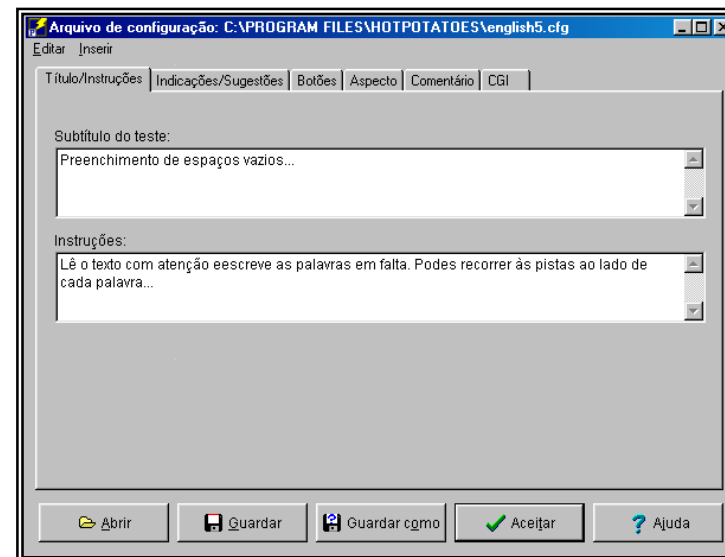 Arquivo de configuração: C:\PROGRAM FILES\HOTPOTATOES\english5.cfg
Editar Inserir
Título/Instruções Indicações/Sugestões Botões Aspecto Comentário CGI
Subtítulo do teste:
Preenchimento de espaços vazios...
Instruções:
Lê o texto com atenção eescreve as palavras em falta. Podes recorrer às pistas ao lado de
cada palavra...
Abrir Guardar Guardar como Aceitar Ajuda